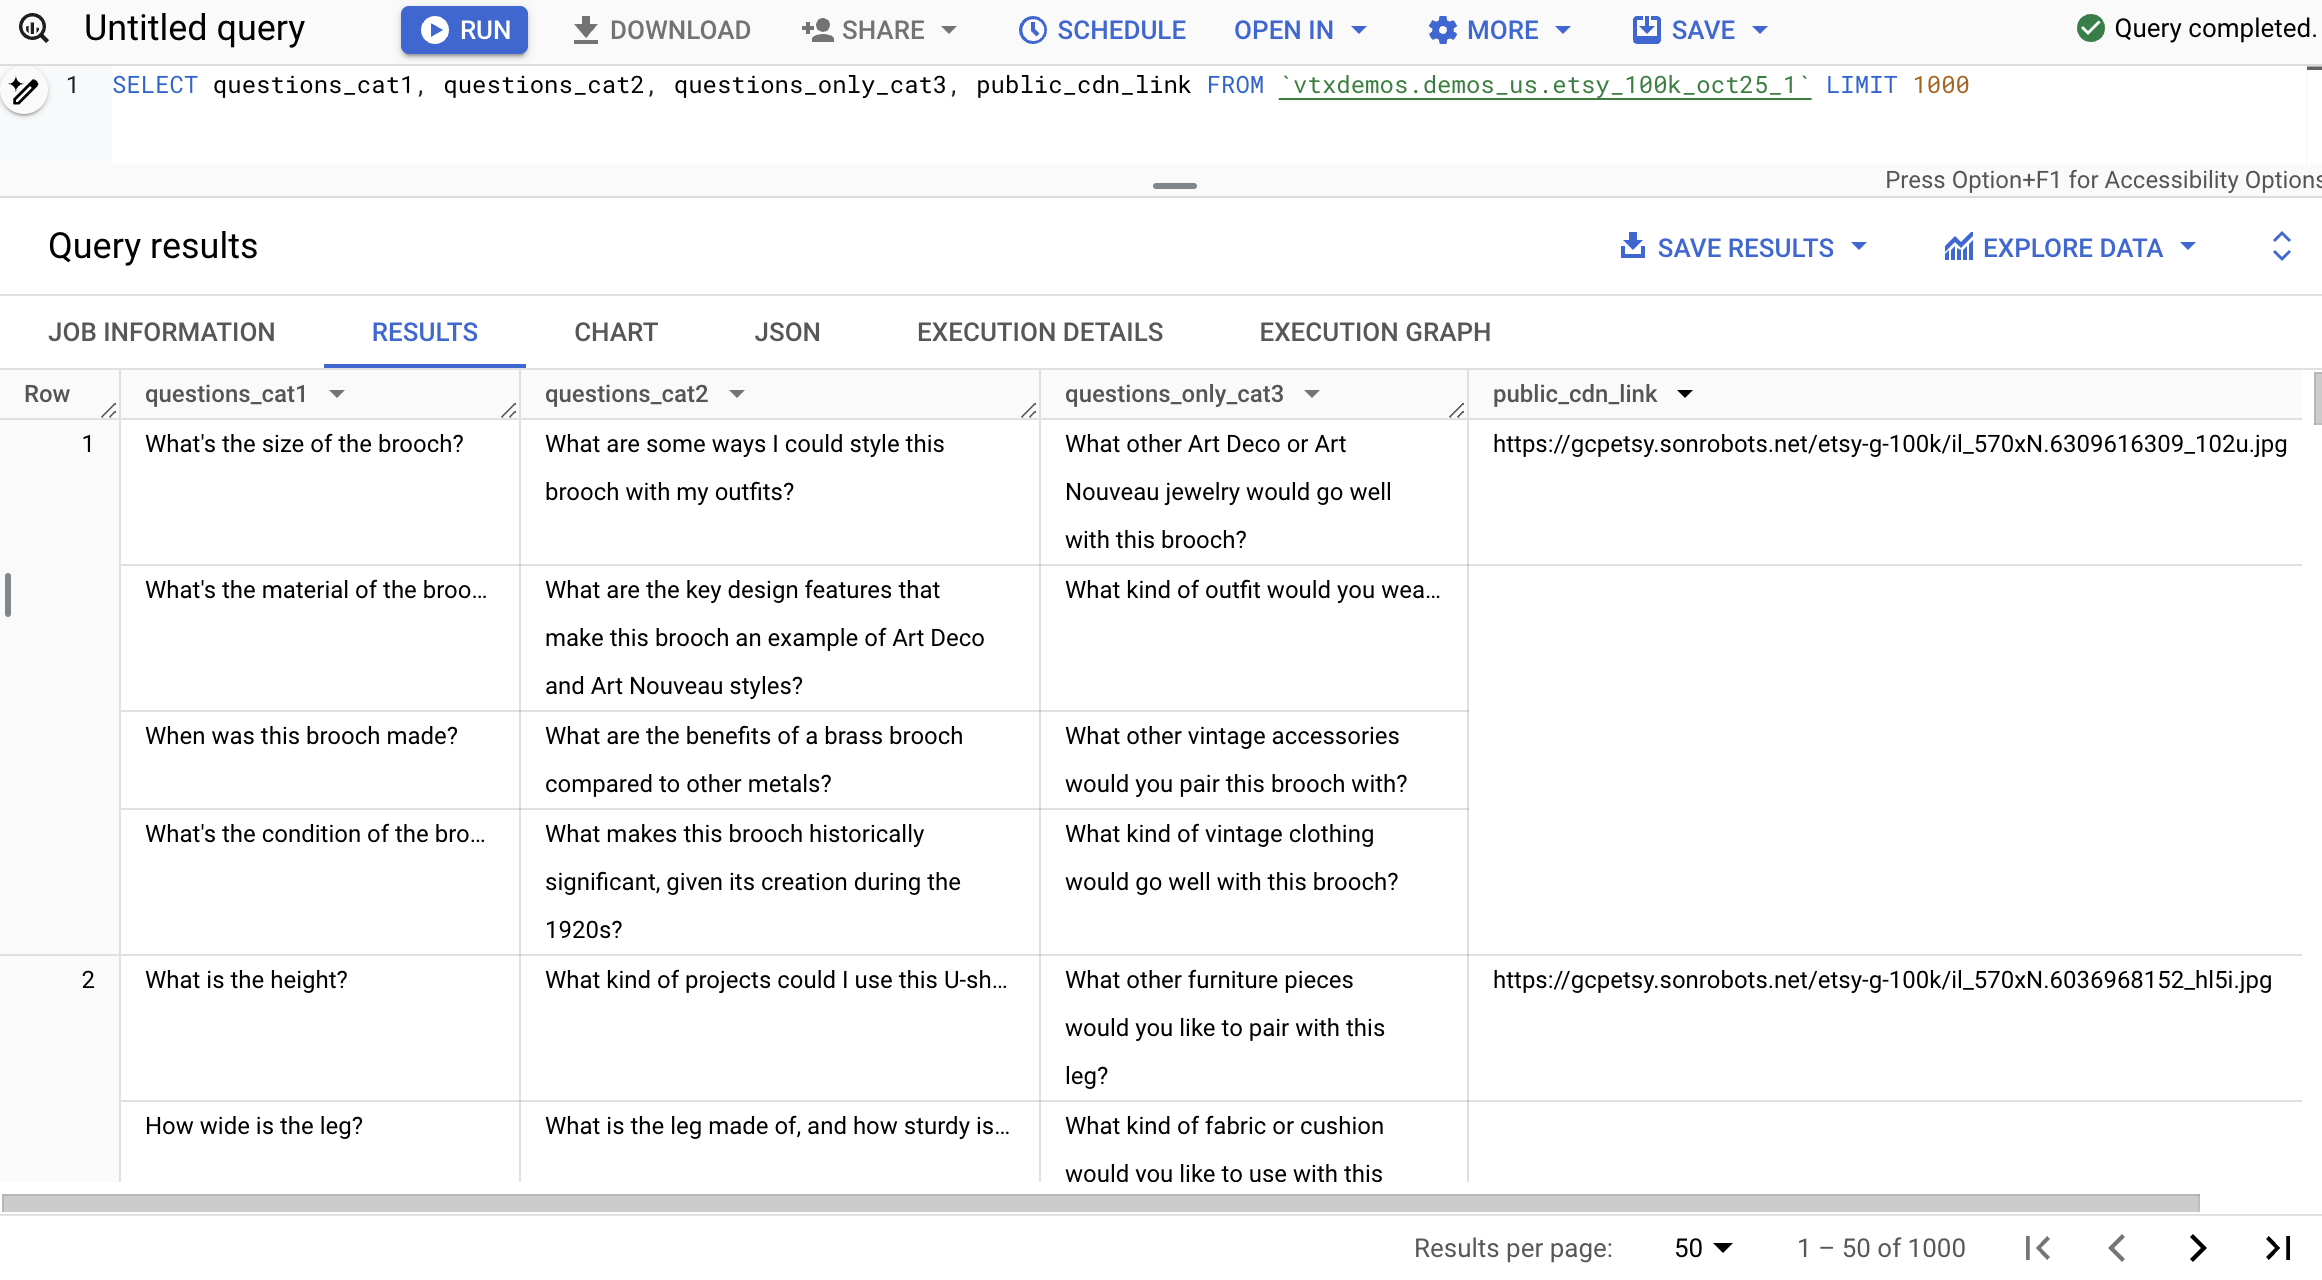 Untitled query RUN DOWNLOAD SHARE SCHEDULE OPEN IN MORE SAVE Query completed.
1 SELECT questions_cat1, questions_cat2, questions_only_cat3, public_cdn_link FROM `vtxdemos.demos_us.etsy_100k_oct25_1` LIMIT 1000
Press Option+F1 for Accessibility Options
Query results SAVE RESULTS EXPLORE DATA
JOB INFORMATION RESULTS CHART JSON EXECUTION DETAILS EXECUTION GRAPH
Row questions_cat1 questions_cat2 questions_only_cat3 public_cdn_link
1 What's the size of the brooch? What are some ways I could style this What other Art Deco or Art https://gcpetsy.sonrobots.net/etsy-g-100k/il_570xN.6309616309_102u.jpg
brooch with my outfits? Nouveau jewelry would go well
with this brooch?
What's the material of the broo... What are the key design features that What kind of outfit would you wea...
make this brooch an example of Art Deco
and Art Nouveau styles?
When was this brooch made? What are the benefits of a brass brooch What other vintage accessories
compared to other metals? would you pair this brooch with?
What's the condition of the bro... What makes this brooch historically What kind of vintage clothing
significant, given its creation during the would go well with this brooch?
1920s?
2 What is the height? What kind of projects could I use this U-sh... What other furniture pieces https://gcpetsy.sonrobots.net/etsy-g-100k/il_570xN.6036968152_hl5i.jpg
would you like to pair with this
leg?
How wide is the leg? What is the leg made of, and how sturdy is... What kind of fabric or cushion
would you like to use with this
Results per page: 50 1 – 50 of 1000